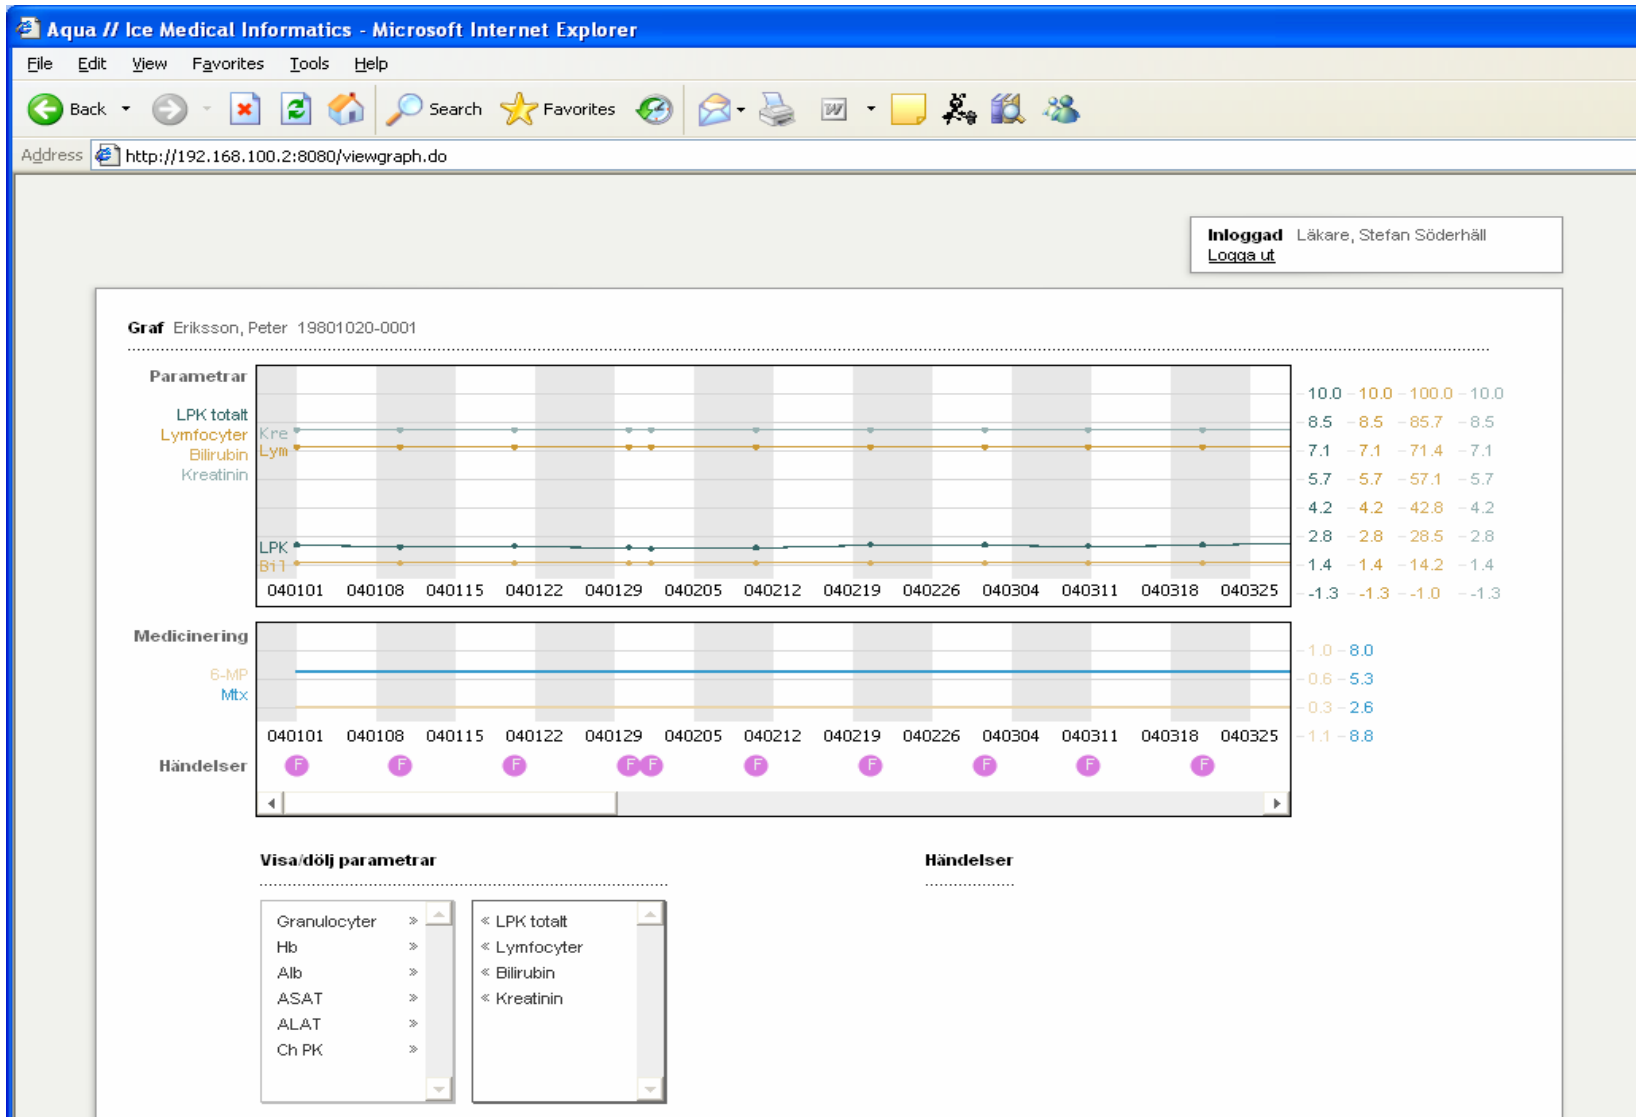 Aqua // Ice Medical Informatics - Microsoft Internet Explorer
File Edit View Favorites Tools Help
Back Search Favorites
Address http://192.168.100.2:8080/viewgraph.do
Inloggad Läkare, Stefan Söderhäll
Logga ut
Graf Eriksson, Peter 19801020-0001
Parametrar
LPK totalt
Lymfocyter
Bilirubin
Kreatinin
Kre
Lym
LPK
Bil
10.0 10.0 100.0 10.0
8.5 8.5 85.7 8.5
7.1 7.1 71.4 7.1
5.7 5.7 57.1 5.7
4.2 4.2 42.8 4.2
2.8 2.8 28.5 2.8
1.4 1.4 14.2 1.4
-1.3 -1.3 -1.0 -1.3
040101 040108 040115 040122 040129 040205 040212 040219 040226 040304 040311 040318 040325
Medicinering
6-MP
Mtx
1.0 8.0
0.6 5.3
0.3 2.6
1.1 8.8
040101 040108 040115 040122 040129 040205 040212 040219 040226 040304 040311 040318 040325
Händelser F F F F F F F F F F
Visa/dölj parametrar
Granulocyter »
Hb »
Alb »
ASAT »
ALAT »
Ch PK »
« LPK totalt
« Lymfocyter
« Bilirubin
« Kreatinin
Händelser